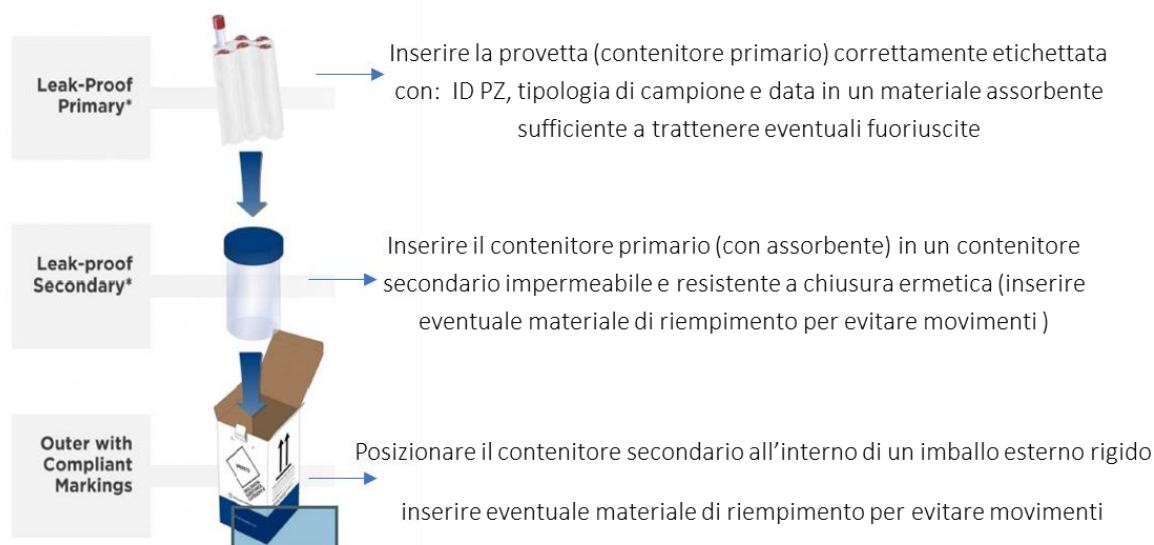 Leak-Proof
Primary*
Inserire la provetta (contenitore primario) correttamente etichettata
con: ID PZ, tipologia di campione e data in un materiale assorbente
sufficiente a trattenere eventuali fuoriuscite
Leak-proof
Secondary*
Inserire il contenitore primario (con assorbente) in un contenitore
secondario impermeabile e resistente a chiusura ermetica (inserire
eventuale materiale di riempimento per evitare movimenti )
Outer with
Compliant
Markings
Posizionare il contenitore secondario all’interno di un imballo esterno rigido
inserire eventuale materiale di riempimento per evitare movimenti